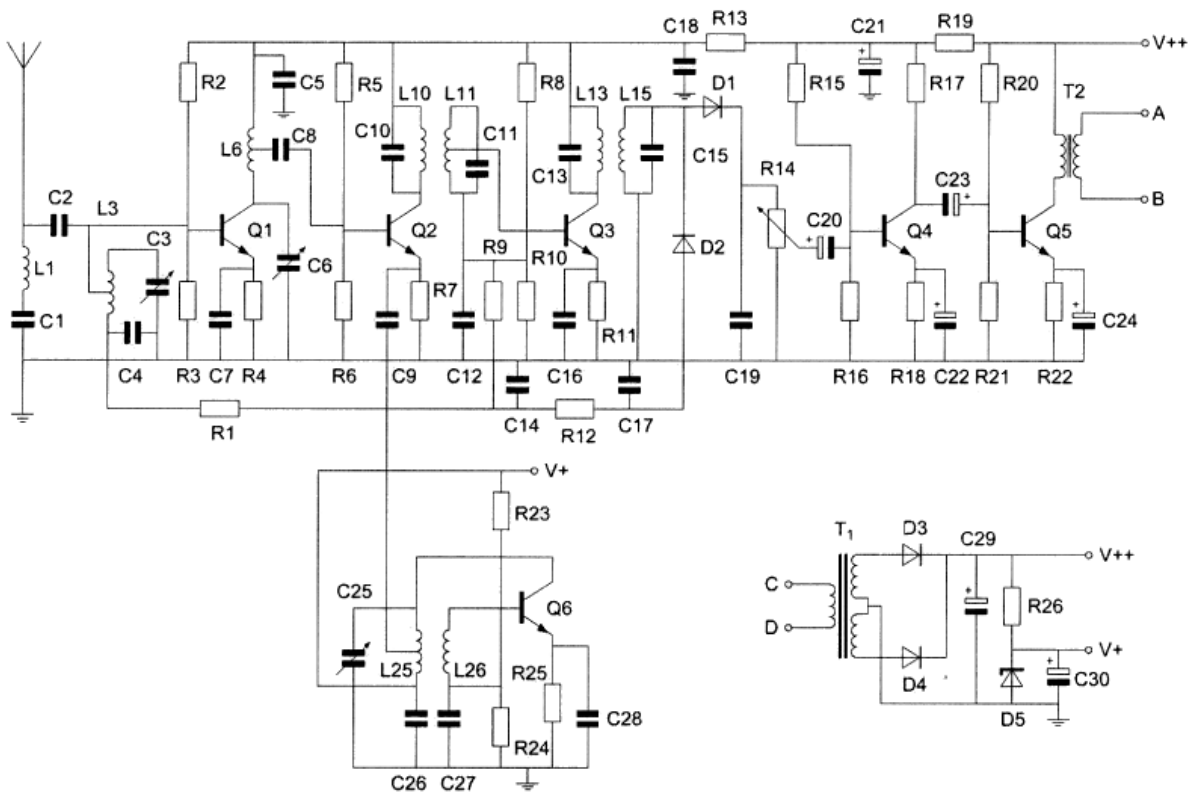 C18 R13 C21 R19
V++
R2 C5 R5 L10 L11 R8 L13 L15 D1 R15 R17 R20 T2
C10 C11 A
L6 C8 C13 C15 R14 C23
C2 L3 B
Q1 Q2 Q3 C20 Q4 Q5
C3 R9 D2
L1 C6 R10
R7
C1 R11 C24
C4 R3 C7 R4 R6 C9 C12 C16 C19 R16 R18 C22 R21 R22
R1 C14 R12 C17
V+
R23
T1 D3 C29
V++
C25 Q6 C
R26
D
L25 L26 R25 V+
D4 C30
C28 D5
R24
C26 C27